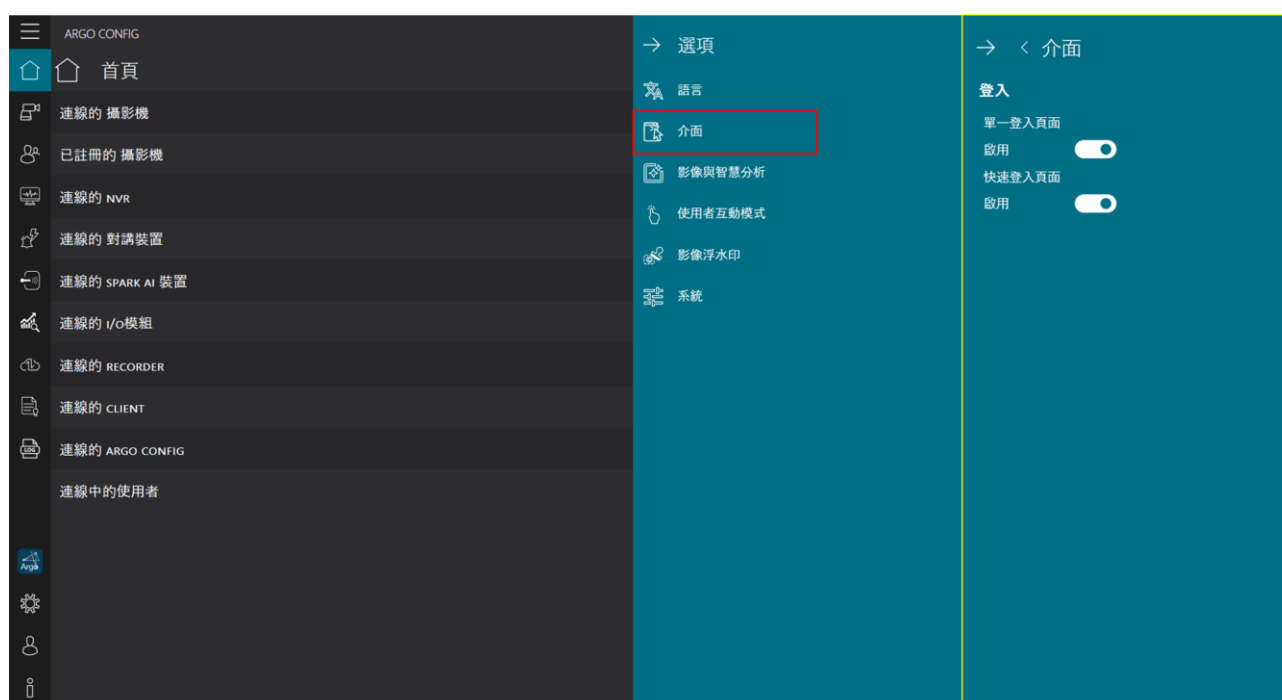 ARGO CONFIG
首頁
連線的 攝影機
已註冊的 攝影機
連線的 NVR
連線的 對講裝置
連線的 SPARK AI 裝置
連線的 I/O模組
連線的 RECORDER
連線的 CLIENT
連線的 ARGO CONFIG
連線中的使用者
LOG
Argo
選項
語言
介面
影像與智慧分析
使用者互動模式
影像浮水印
系統
介面
登入
單一登入頁面
啟用
快速登入頁面
啟用